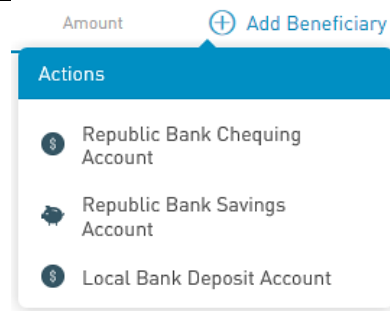 Amount Add Beneficiary
Actions
Republic Bank Chequing
Account
Republic Bank Savings
Account
Local Bank Deposit Account